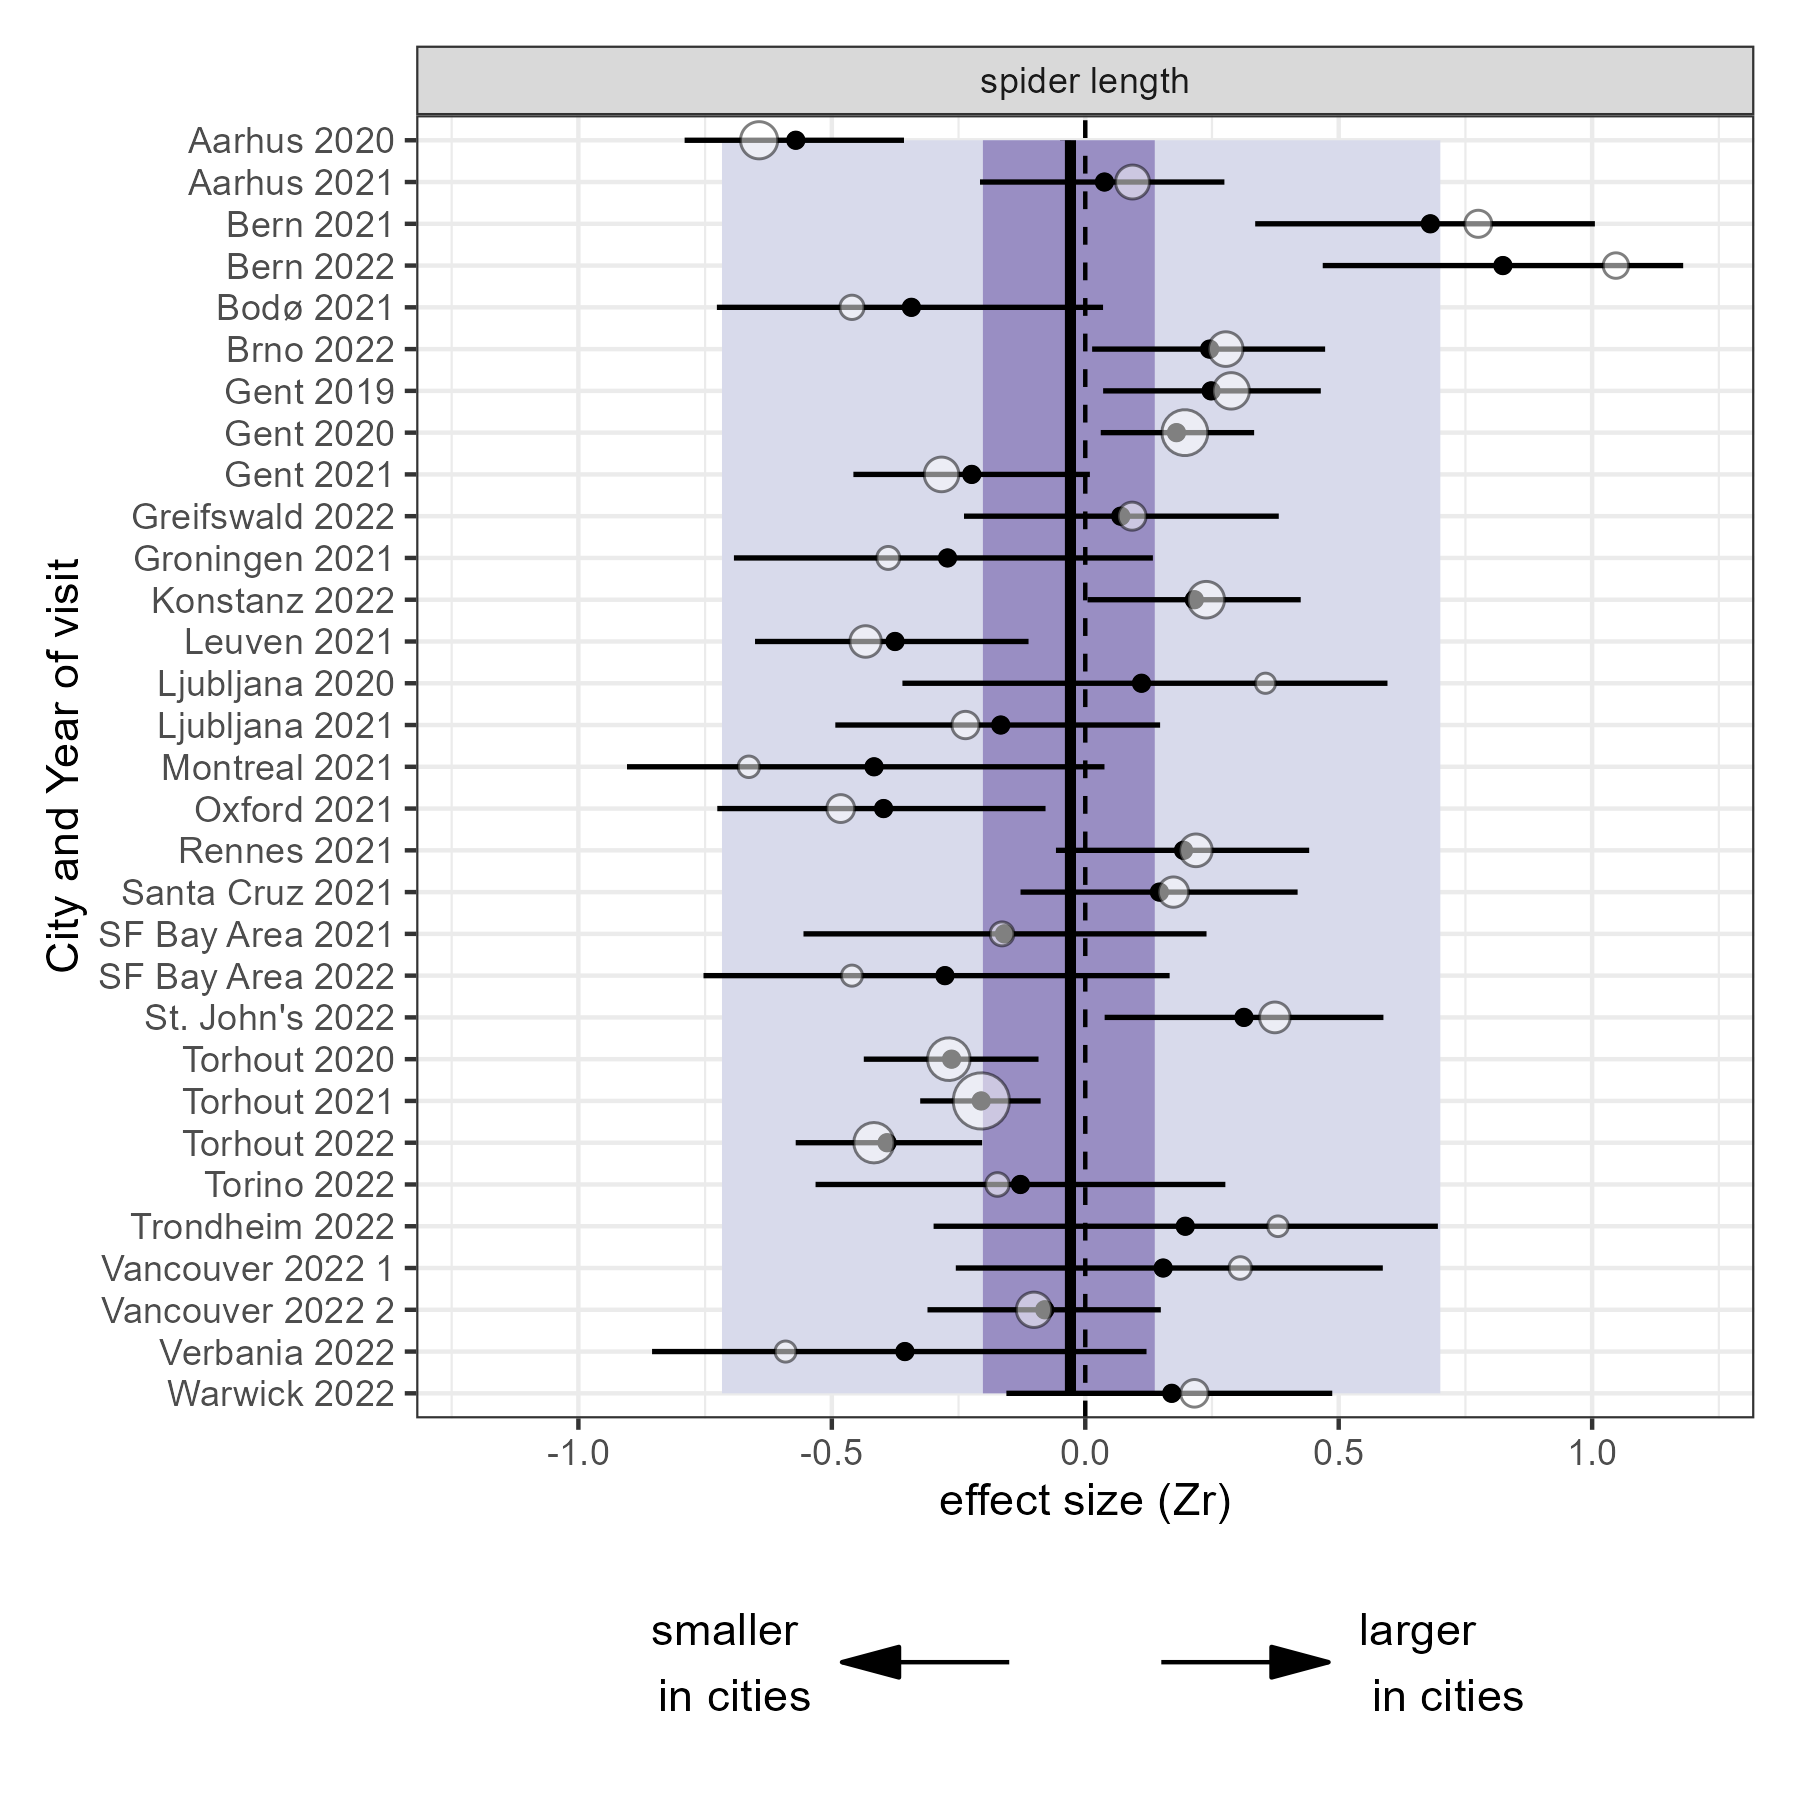 spider length
Aarhus 2020
Aarhus 2021
Bern 2021
Bern 2022
Bodø 2021
Brno 2022
Gent 2019
Gent 2020
Gent 2021
Greifswald 2022
Groningen 2021
Konstanz 2022
Leuven 2021
Ljubljana 2020
Ljubljana 2021
Montreal 2021
Oxford 2021
Rennes 2021
Santa Cruz 2021
SF Bay Area 2021
SF Bay Area 2022
St. John's 2022
Torhout 2020
Torhout 2021
Torhout 2022
Torino 2022
Trondheim 2022
Vancouver 2022 1
Vancouver 2022 2
Verbania 2022
Warwick 2022
City and Year of visit
-1.0 -0.5 0.0 0.5 1.0
effect size (Zr)
smaller
in cities
larger
in cities